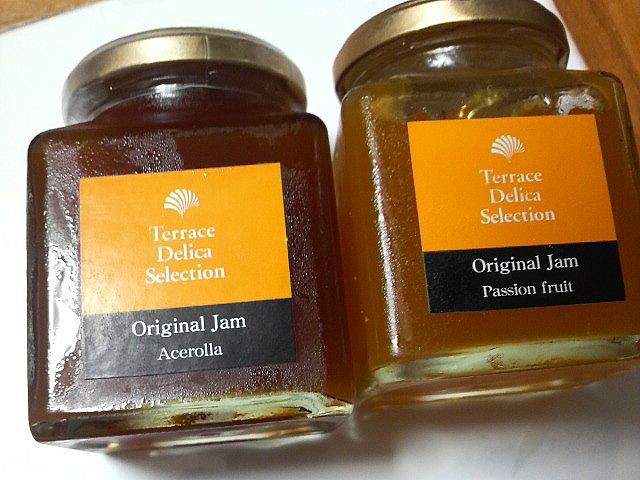 Terrace
Delica
Selection
Original Jam
Acerolla
Terrace
Delica
Selection
Original Jam
Passion fruit